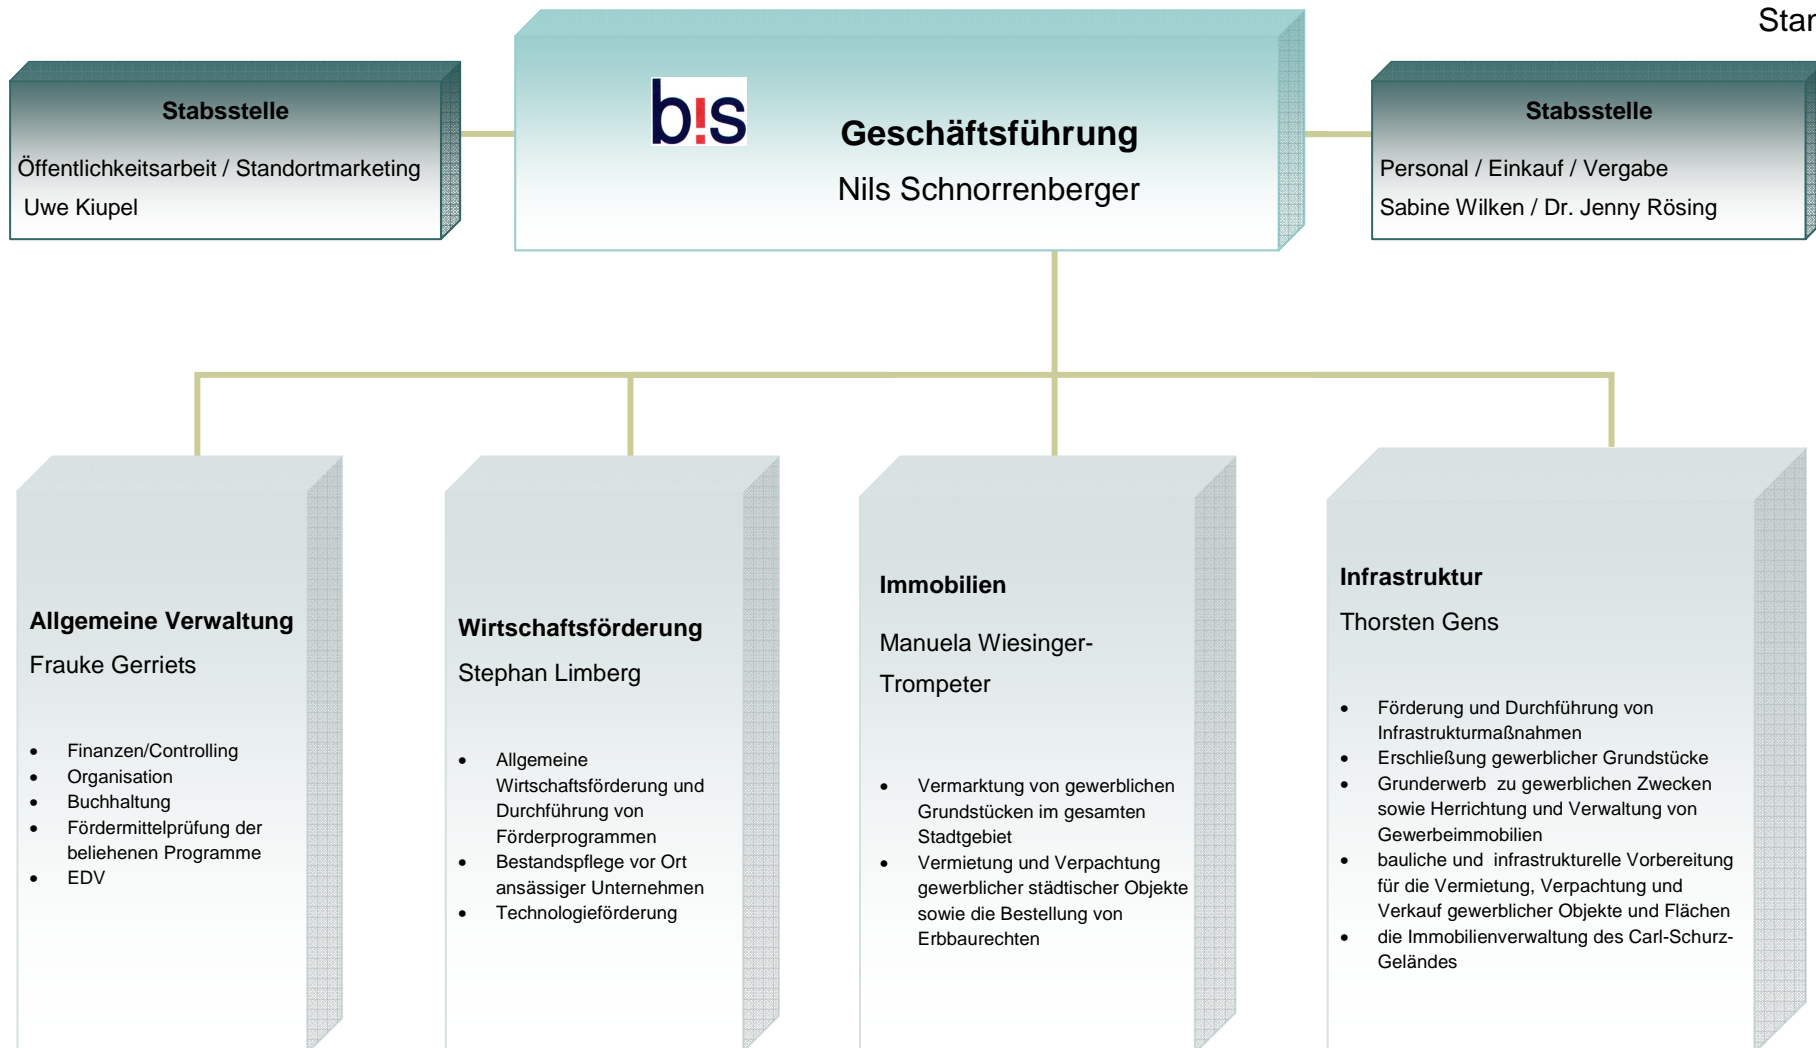 Stabsstelle
Öffentlichkeitsarbeit / Standortmarketing
Uwe Kiupel
b!s
Geschäftsführung
Nils Schnorrenberger
Stabsstelle
Personal / Einkauf / Vergabe
Sabine Wilken / Dr. Jenny Rösing
Allgemeine Verwaltung
Frauke Gerriets
• Finanzen/Controlling
• Organisation
• Buchhaltung
• Fördermittelprüfung der
beliehenen Programme
• EDV
Wirtschaftsförderung
Stephan Limberg
• Allgemeine
Wirtschaftsförderung und
Durchführung von
Förderprogrammen
• Bestandspflege vor Ort
ansässiger Unternehmen
• Technologieförderung
Immobilien
Manuela Wiesinger-
Trompeter
• Vermarktung von gewerblichen
Grundstücken im gesamten
Stadtgebiet
• Vermietung und Verpachtung
gewerblicher städtischer Objekte
sowie die Bestellung von
Erbbaurechten
Infrastruktur
Thorsten Gens
• Förderung und Durchführung von
Infrastrukturmaßnahmen
• Erschließung gewerblicher Grundstücke
• Grunderwerb zu gewerblichen Zwecken
sowie Herrichtung und Verwaltung von
Gewerbeimmobilien
• bauliche und infrastrukturelle Vorbereitung
für die Vermietung, Verpachtung und
Verkauf gewerblicher Objekte und Flächen
• die Immobilienverwaltung des Carl-Schurz-
Geländes